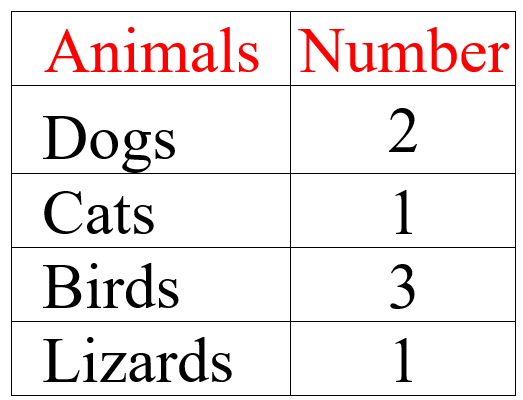 Animals Number
Dogs 2
Cats 1
Birds 3
Lizards 1